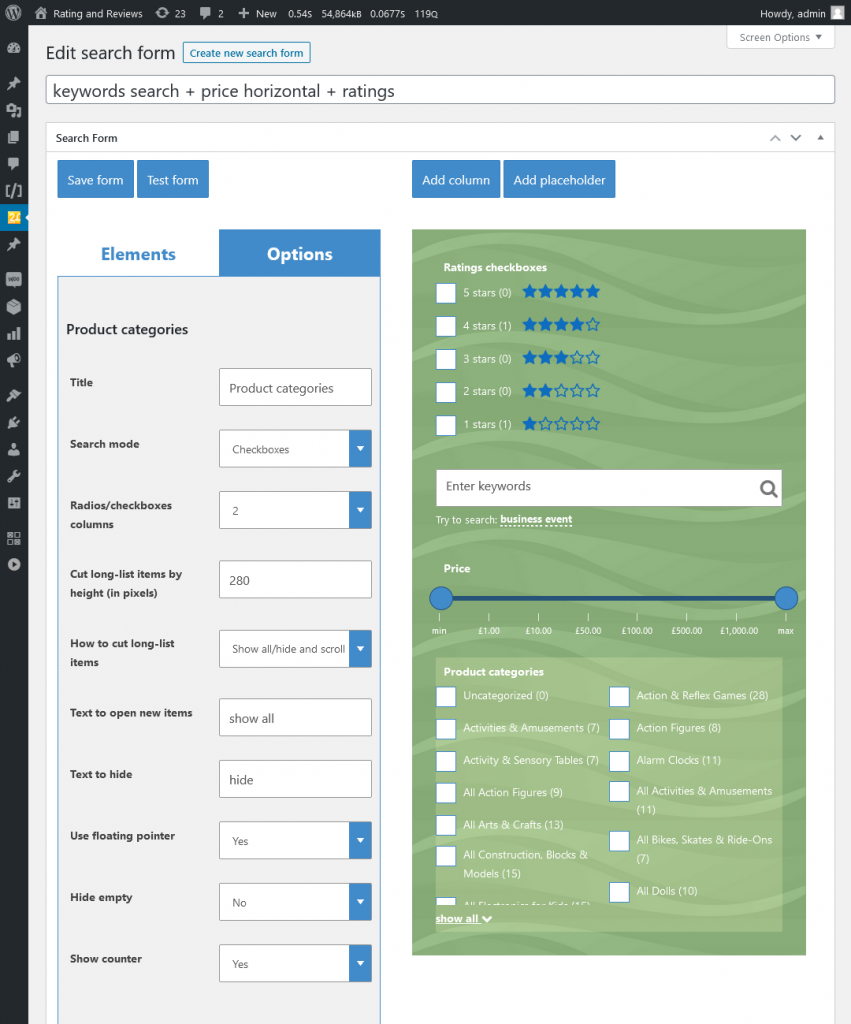 Rating and Reviews 23 2 New 0.54s 54,864kB 0.0677s 119Q Howdy, admin
Screen Options
Edit search form Create new search form
keywords search + price horizontal + ratings
Search Form
Save form Test form Add column Add placeholder
Elements Options
Product categories
Title Product categories
Search mode Checkboxes
Radios/checkboxes
columns
2
Cut long-list items by
height (in pixels)
280
How to cut long-list
items
Show all/hide and scroll
Text to open new items show all
Text to hide hide
Use floating pointer Yes
Hide empty No
Show counter Yes
Ratings checkboxes
5 stars (0)
4 stars (1)
3 stars (0)
2 stars (0)
1 stars (1)
Enter keywords
Try to search: business event
Price
min £1.00 £10.00 £50.00 £100.00 £500.00 £1,000.00 max
Product categories
Uncategorized (0)
Activities & Amusements (7)
Activity & Sensory Tables (7)
All Action Figures (9)
All Arts & Crafts (13)
All Construction, Blocks &
Models (15)
All Electronics for Kids (15)
Action & Reflex Games (28)
Action Figures (8)
Alarm Clocks (11)
All Activities & Amusements
(11)
All Bikes, Skates & Ride-Ons
(7)
All Dolls (10)
show all